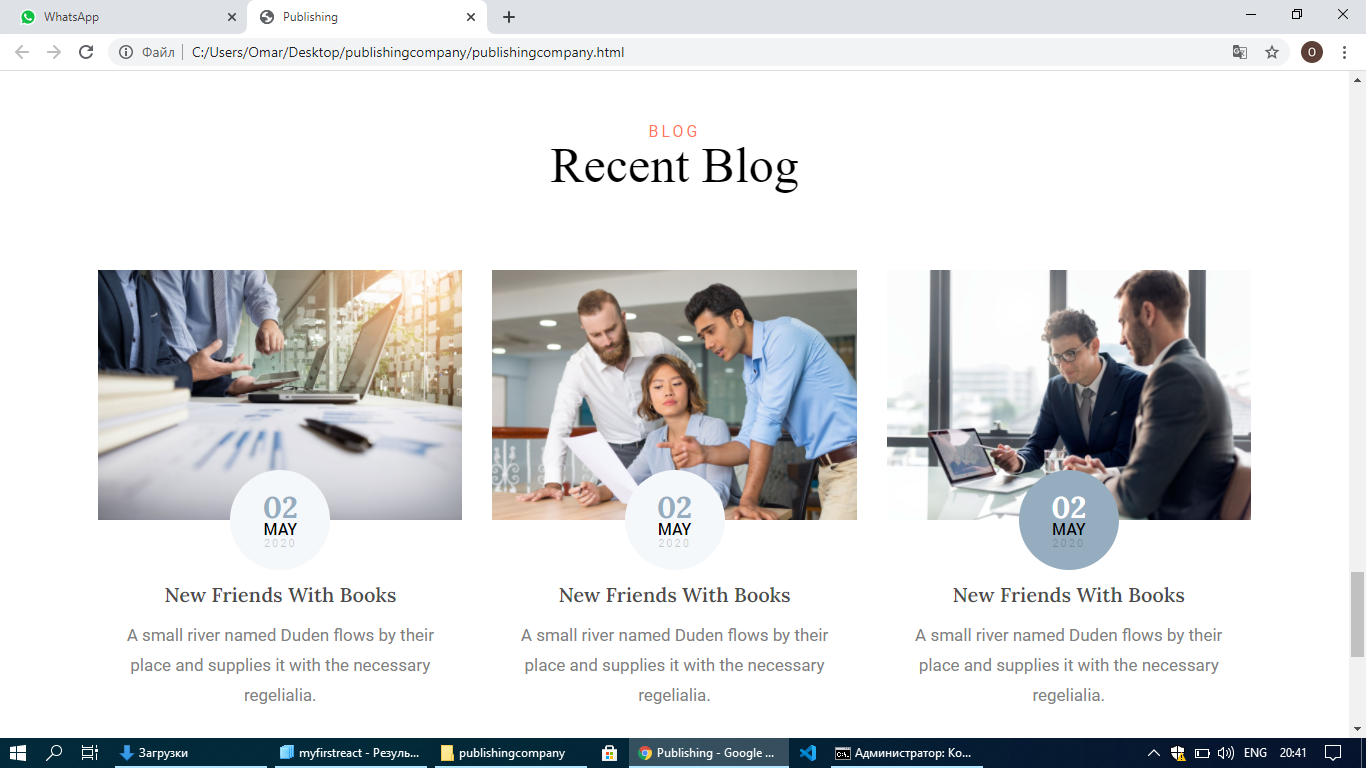 WhatsApp
Publishing
Файл
C:/Users/Omar/Desktop/publishingcompany/publishingcompany.html
O
BLOG
Recent Blog
02
MAY
2020
New Friends With Books
A small river named Duden flows by their
place and supplies it with the necessary
regelialia.
02
MAY
2020
New Friends With Books
A small river named Duden flows by their
place and supplies it with the necessary
regelialia.
02
MAY
2020
New Friends With Books
A small river named Duden flows by their
place and supplies it with the necessary
regelialia.
Загрузки
myfirstreact - Резуль...
publishingcompany
Publishing - Google ...
C:\.
Администратор: Ко...
ENG
20:41